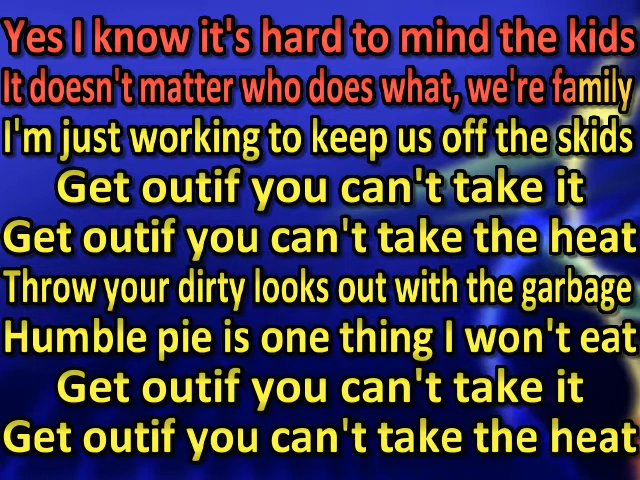 Yes I know it's hard to mind the kids
It doesn't matter who does what, we're family
I'm just working to keep us off the skids
Get outif you can't take it
Get outif you can't take the heat
Throw your dirty looks out with the garbage
Humble pie is one thing I won't eat
Get outif you can't take it
Get outif you can't take the heat